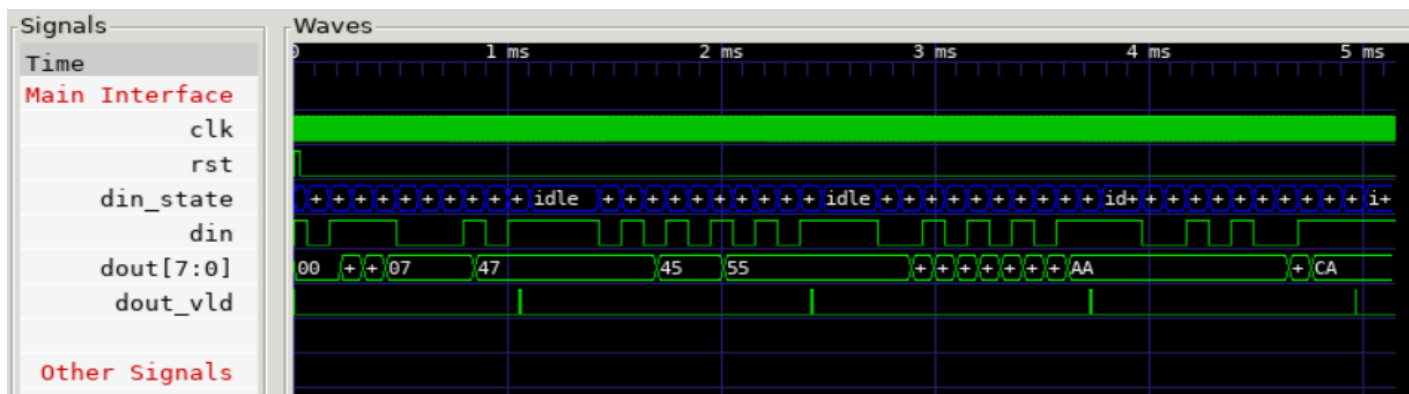 Signals Waves
Time 0 1 ms 2 ms 3 ms 4 ms 5 ms
Main Interface
clk
rst
din_state + + + + + + + + + + idle + + + + + + + + + + idle + + + + + + + + + + id+ + + + + + + + + + + i+
din
dout[7:0] 00 + + 07 47 45 55 + + + + + + + AA + CA
dout_vld
Other Signals